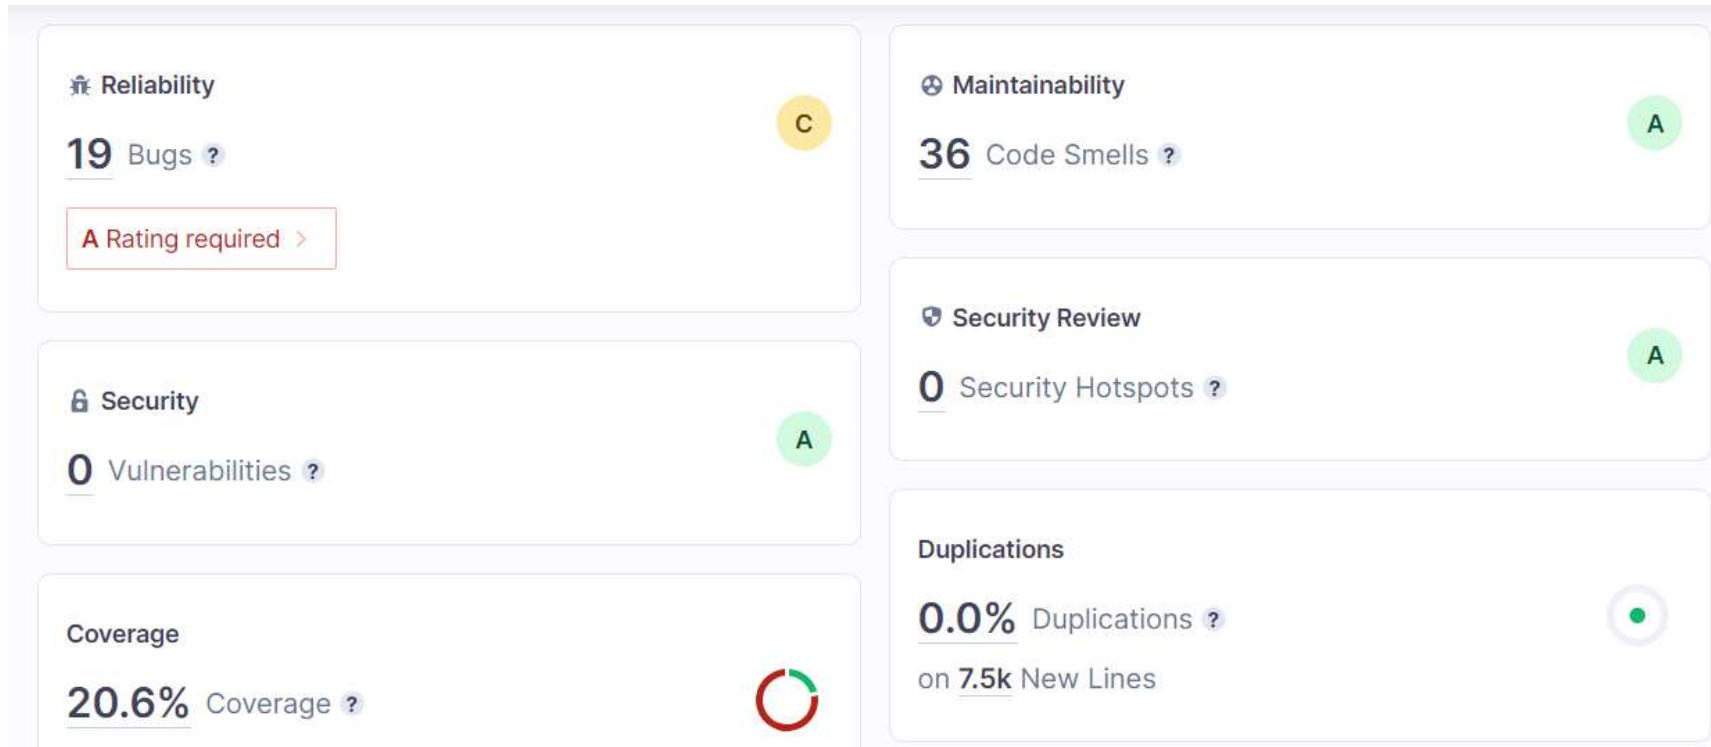 Reliability
C
19 Bugs ?
A Rating required >
Security
A
0 Vulnerabilities ?
Coverage
20.6% Coverage ?
Maintainability
A
36 Code Smells ?
Security Review
A
0 Security Hotspots ?
Duplications
0.0% Duplications ?
on 7.5k New Lines